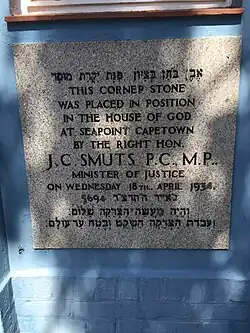 אבן בחן בציון פנת יקרת מוסד
THIS CORNER STONE
WAS PLACED IN POSITION
IN THE HOUSE OF GOD
AT SEAPOINT CAPETOWN
BY THE RIGHT HON.
J.C. SMUTS. P.C., M.P.,
MINISTER OF JUSTICE
ON WEDNESDAY 18TH., APRIL 1934.
5694
והיה מעשה הצדקה שלום
ועבדת הצדקה השקט ובטח עד עולם: